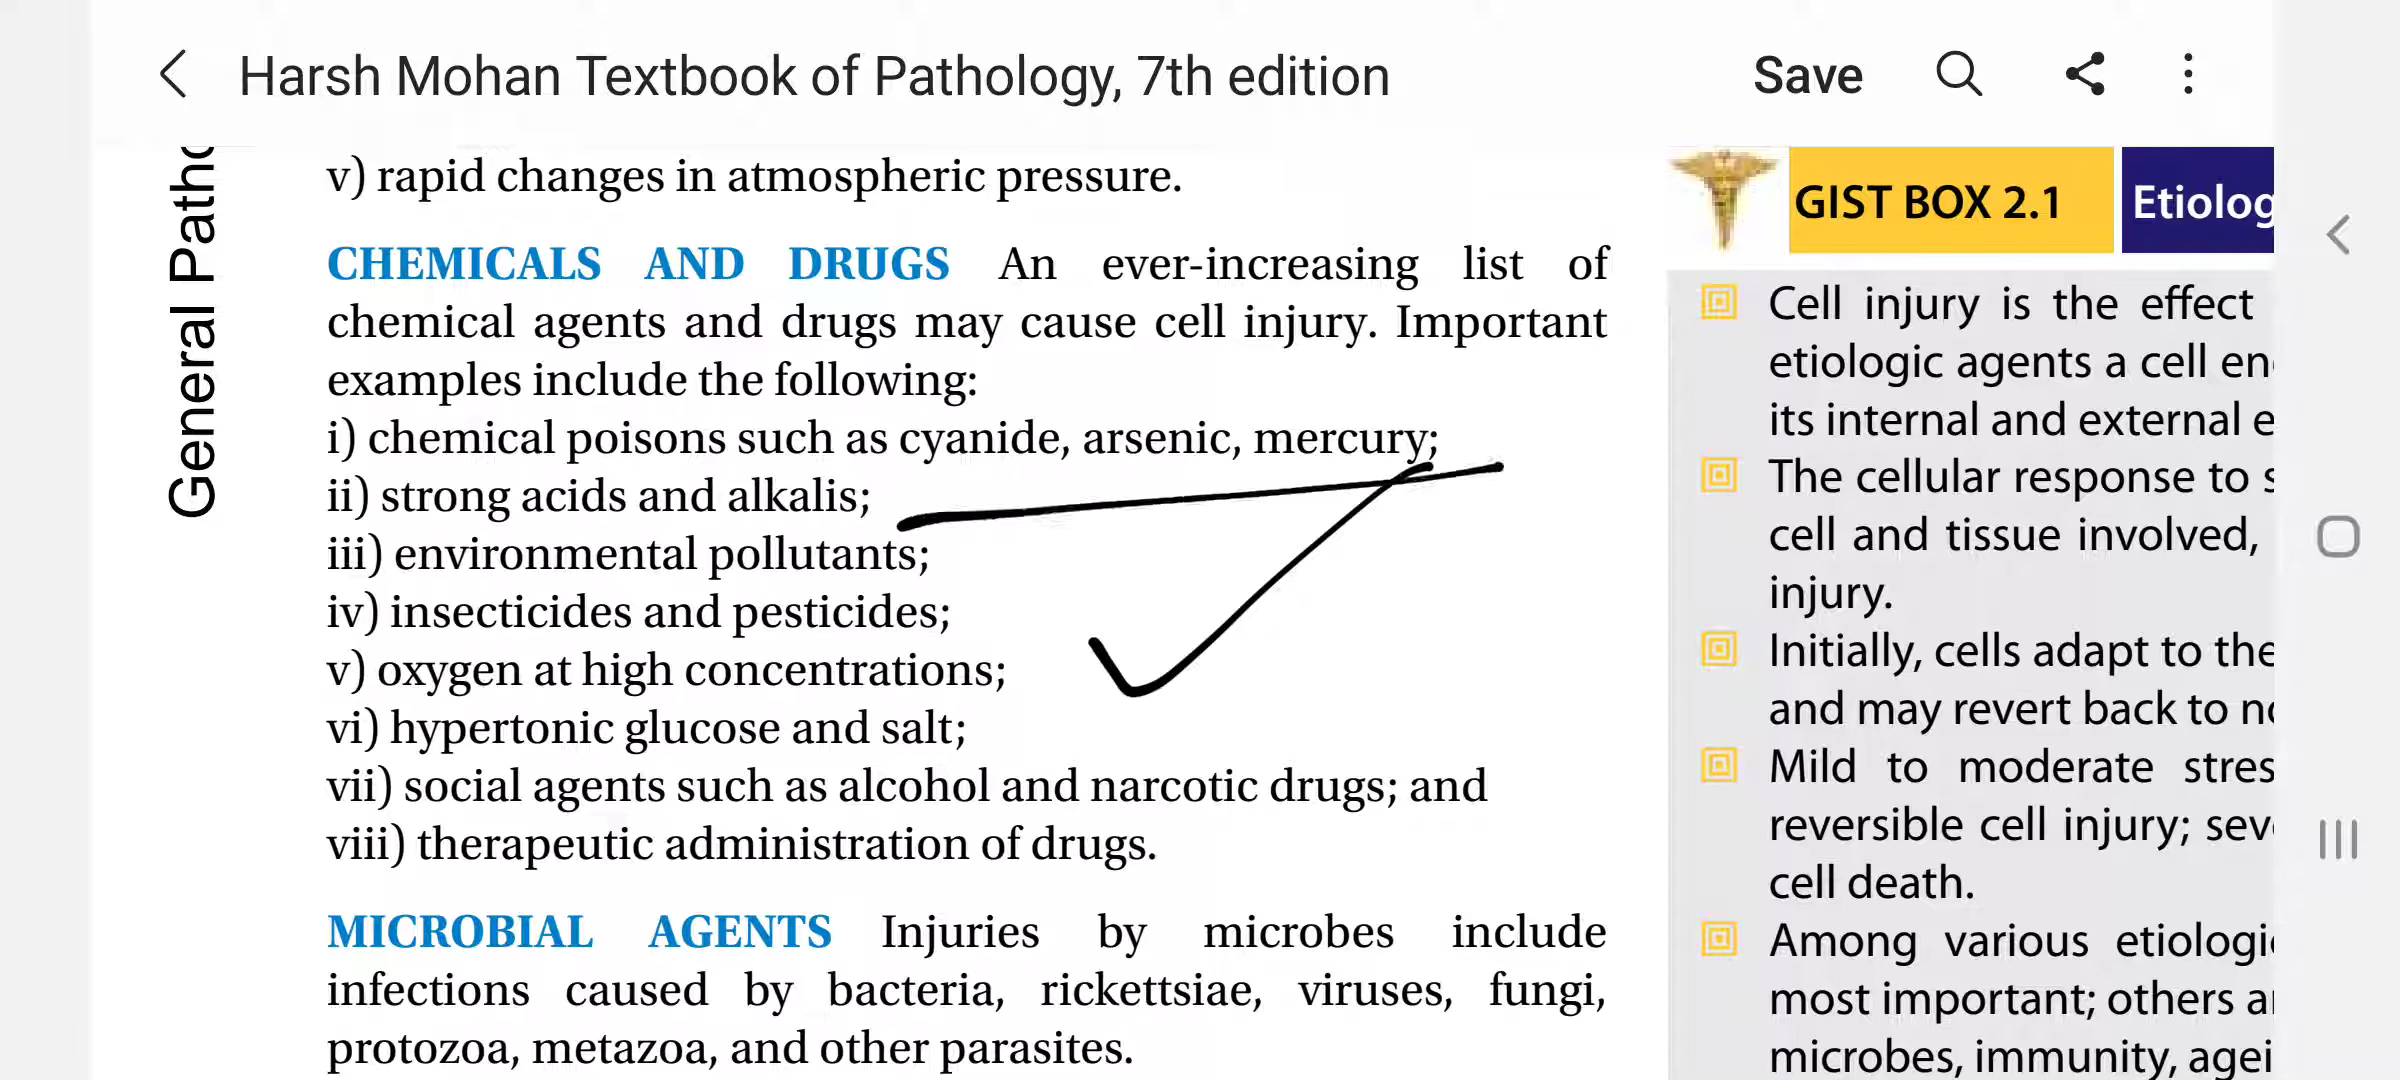 Harsh Mohan Textbook of Pathology, 7th edition
Save
General Patho
v) rapid changes in atmospheric pressure.
CHEMICALS AND DRUGS An ever-increasing list of
chemical agents and drugs may cause cell injury. Important
examples include the following:
i) chemical poisons such as cyanide, arsenic, mercury;
ii) strong acids and alkalis;
iii) environmental pollutants;
iv) insecticides and pesticides;
v) oxygen at high concentrations;
vi) hypertonic glucose and salt;
vii) social agents such as alcohol and narcotic drugs; and
viii) therapeutic administration of drugs.
MICROBIAL AGENTS Injuries by microbes include
infections caused by bacteria, rickettsiae, viruses, fungi,
protozoa, metazoa, and other parasites.
GIST BOX 2.1
Etiolog
Cell injury is the effect
etiologic agents a cell en
its internal and external e
The cellular response to s
cell and tissue involved,
injury.
Initially, cells adapt to the
and may revert back to no
Mild to moderate stres
reversible cell injury; sev
cell death.
Among various etiologi
most important; others a
microbes, immunity, agei